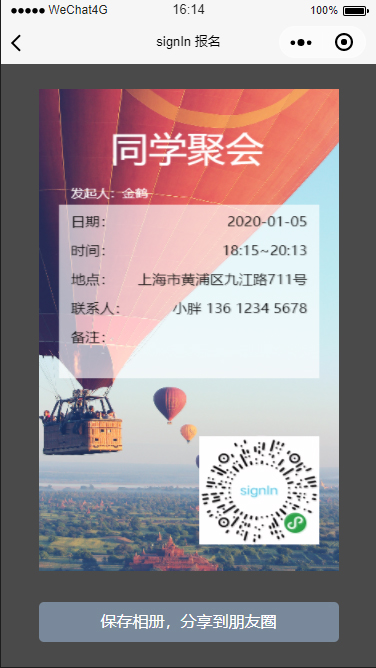 WeChat4G 16:14 100%
signIn 报名
同学聚会
发起人：金鹤
日期： 2020-01-05
时间： 18:15~20:13
地点： 上海市黄浦区九江路711号
联系人： 小胖 136 1234 5678
备注：
signIn
保存相册，分享到朋友圈